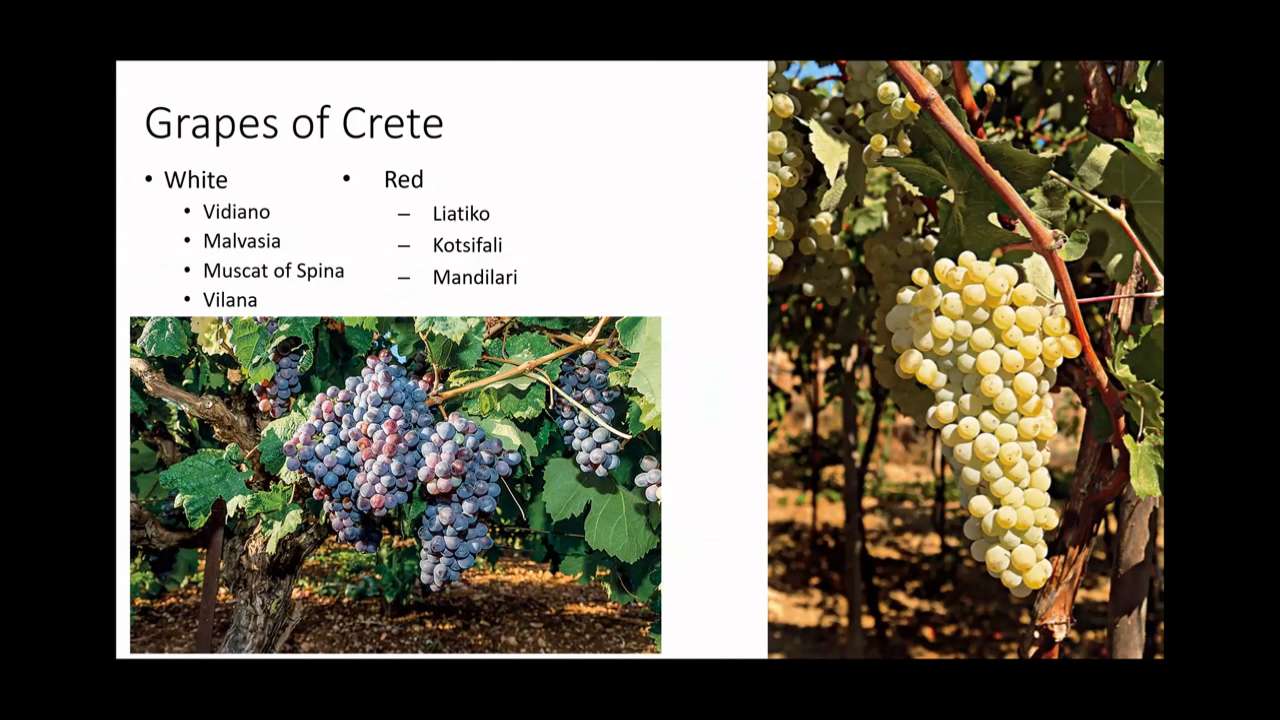 Grapes of Crete
• White
• Vidiano
• Malvasia
• Muscat of Spina
• Vilana
• Red
– Liatiko
– Kotsifali
– Mandilari